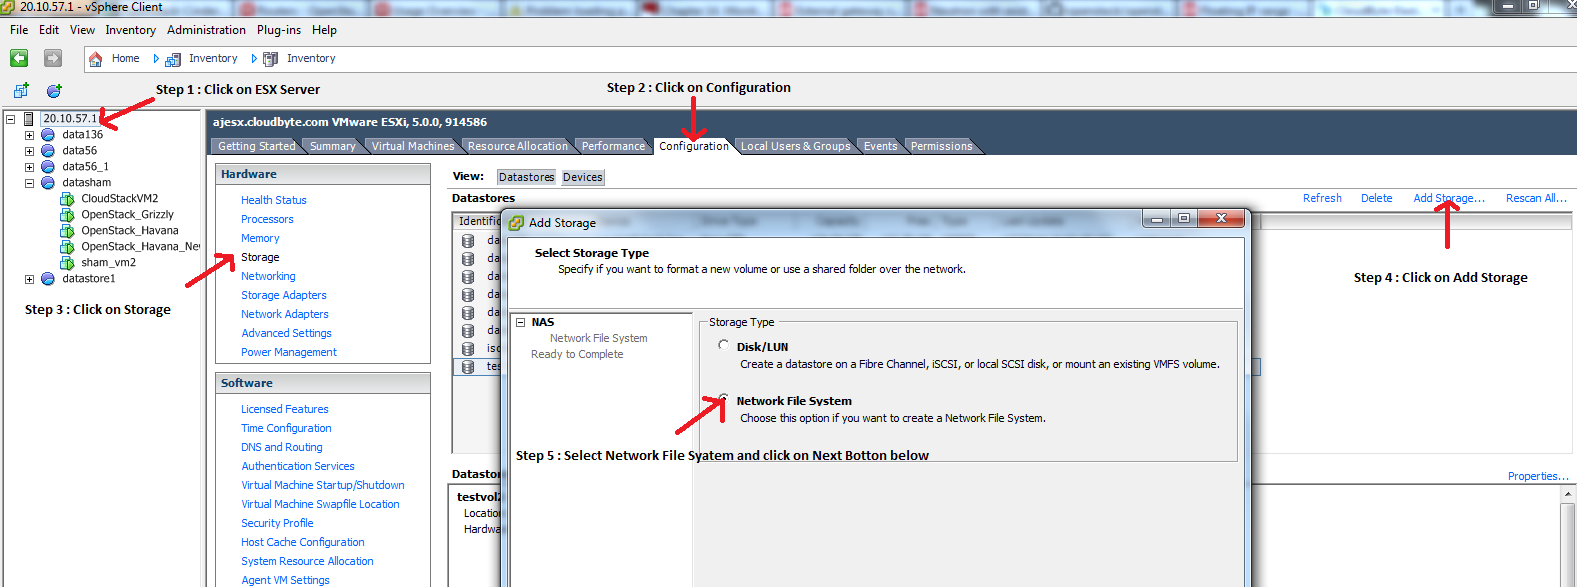 20.10.57.1 - vSphere Client
File Edit View Inventory Administration Plug-ins Help
Home Inventory Inventory
Step 1 : Click on ESX Server
Step 2 : Click on Configuration
20.10.57.1
data136
data56
data56_1
datasham
CloudStackVM2
OpenStack_Grizzly
OpenStack_Havana
OpenStack_Havana_Ne
sham_vm2
datastore1
Step 3 : Click on Storage
ajesx.cloudbyte.com VMware ESXi, 5.0.0, 914586
Getting Started Summary Virtual Machines Resource Allocation Performance Configuration Local Users & Groups Events Permissions
Hardware
Health Status
Processors
Memory
Storage
Networking
Storage Adapters
Network Adapters
Advanced Settings
Power Management
Software
Licensed Features
Time Configuration
DNS and Routing
Authentication Services
Virtual Machine Startup/Shutdown
Virtual Machine Swapfile Location
Security Profile
Host Cache Configuration
System Resource Allocation
Agent VM Settings
View: Datastores Devices
Datastores
Refresh Delete Add Storage... Rescan All...
Identific
da
da
da
da
da
da
isc
tes
Step 4 : Click on Add Storage
Add Storage
Select Storage Type
Specify if you want to format a new volume or use a shared folder over the network.
NAS
Network File System
Ready to Complete
Storage Type
Disk/LUN
Create a datastore on a Fibre Channel, iSCSI, or local SCSI disk, or mount an existing VMFS volume.
Network File System
Choose this option if you want to create a Network File System.
Step 5 : Select Network File Syatem and click on Next Botton below
Datastor
Properties...
testvol2
Locatio
Hardwa